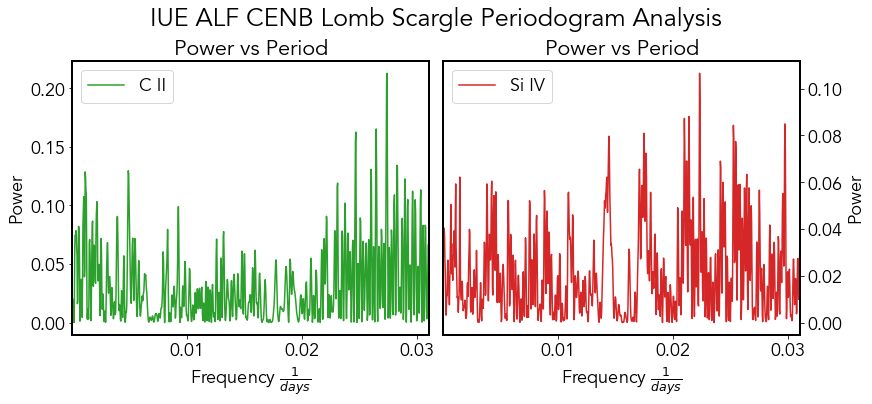 IUE ALF CENB Lomb Scargle Periodogram Analysis
Power vs Period
Power vs Period
C II
Si IV
0.20
0.15
0.10
0.05
0.00
Power
0.01
0.02
0.03
Frequency 1/days
0.01
0.02
0.03
Frequency 1/days
0.10
0.08
0.06
0.04
0.02
0.00
Power